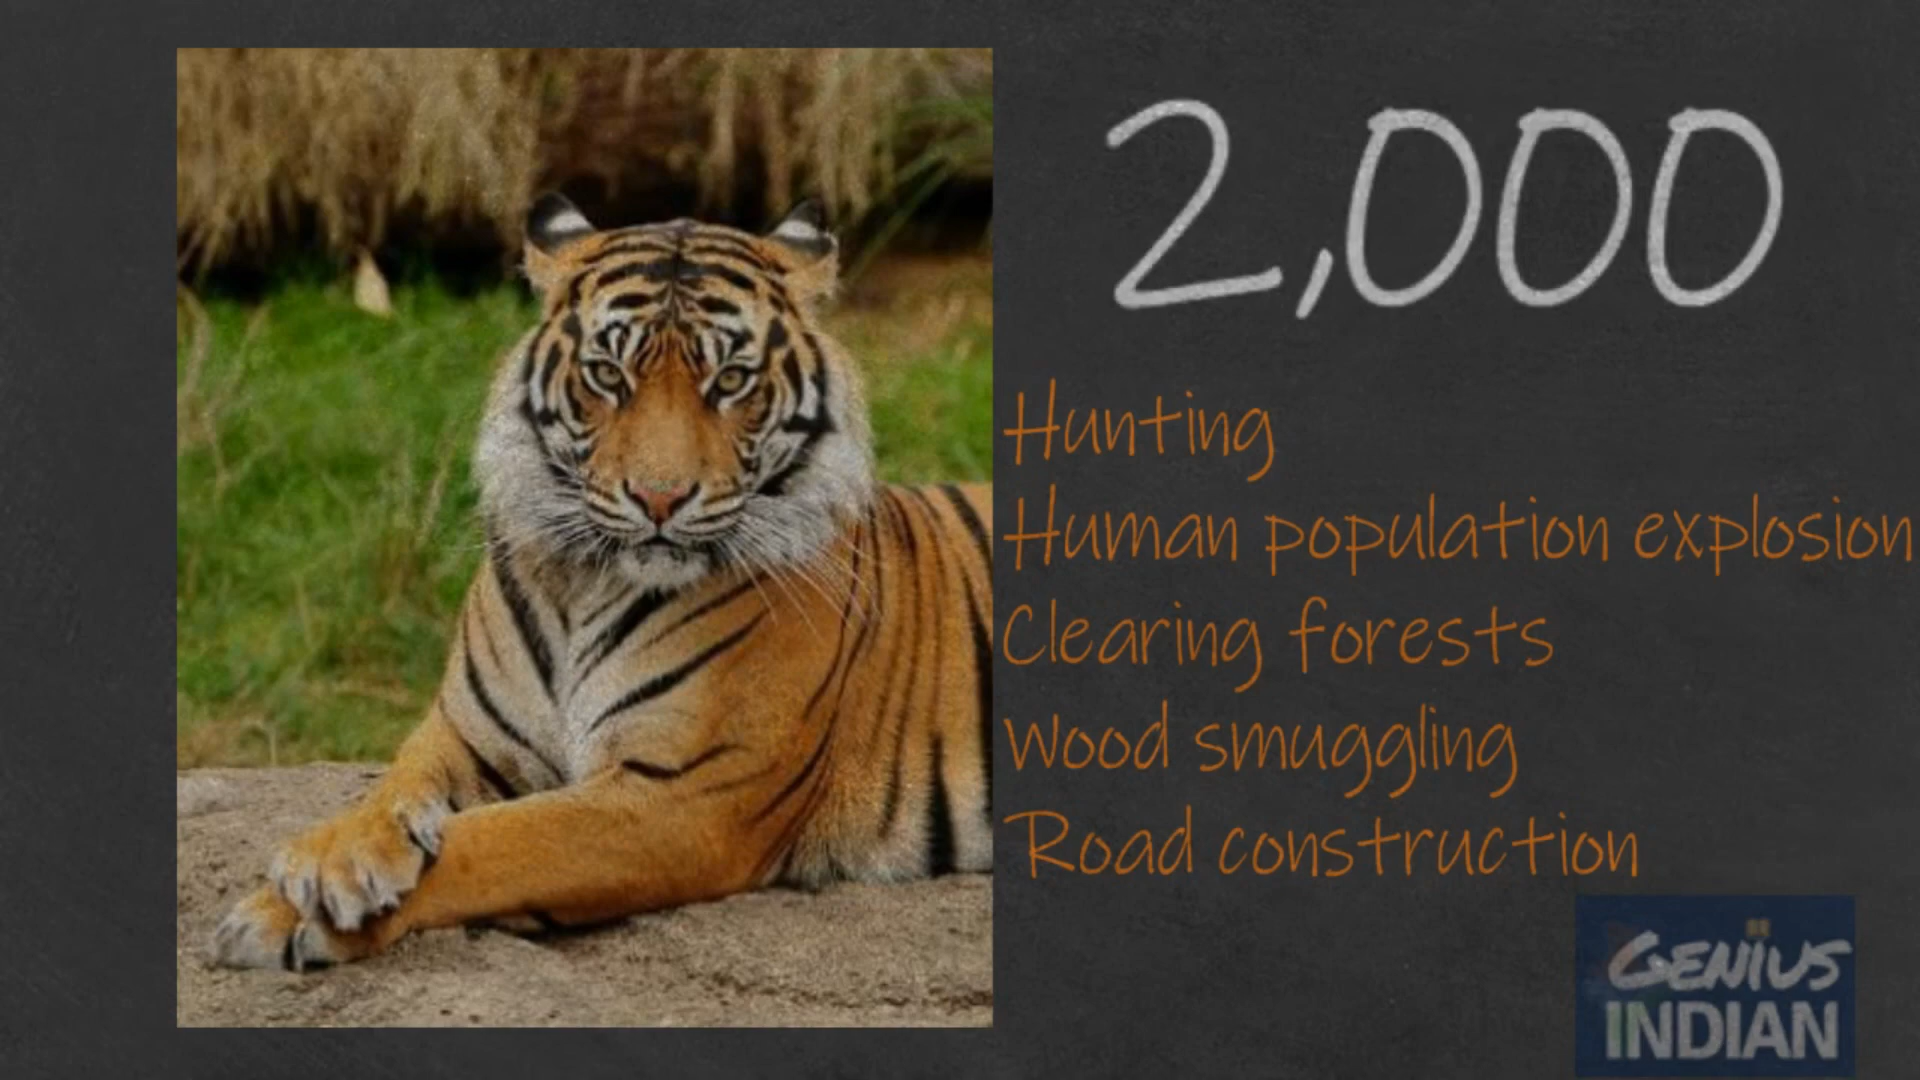 2,000
Hunting
Human population explosion
Clearing forests
Wood smuggling
Road construction
GENIUS
INDIAN